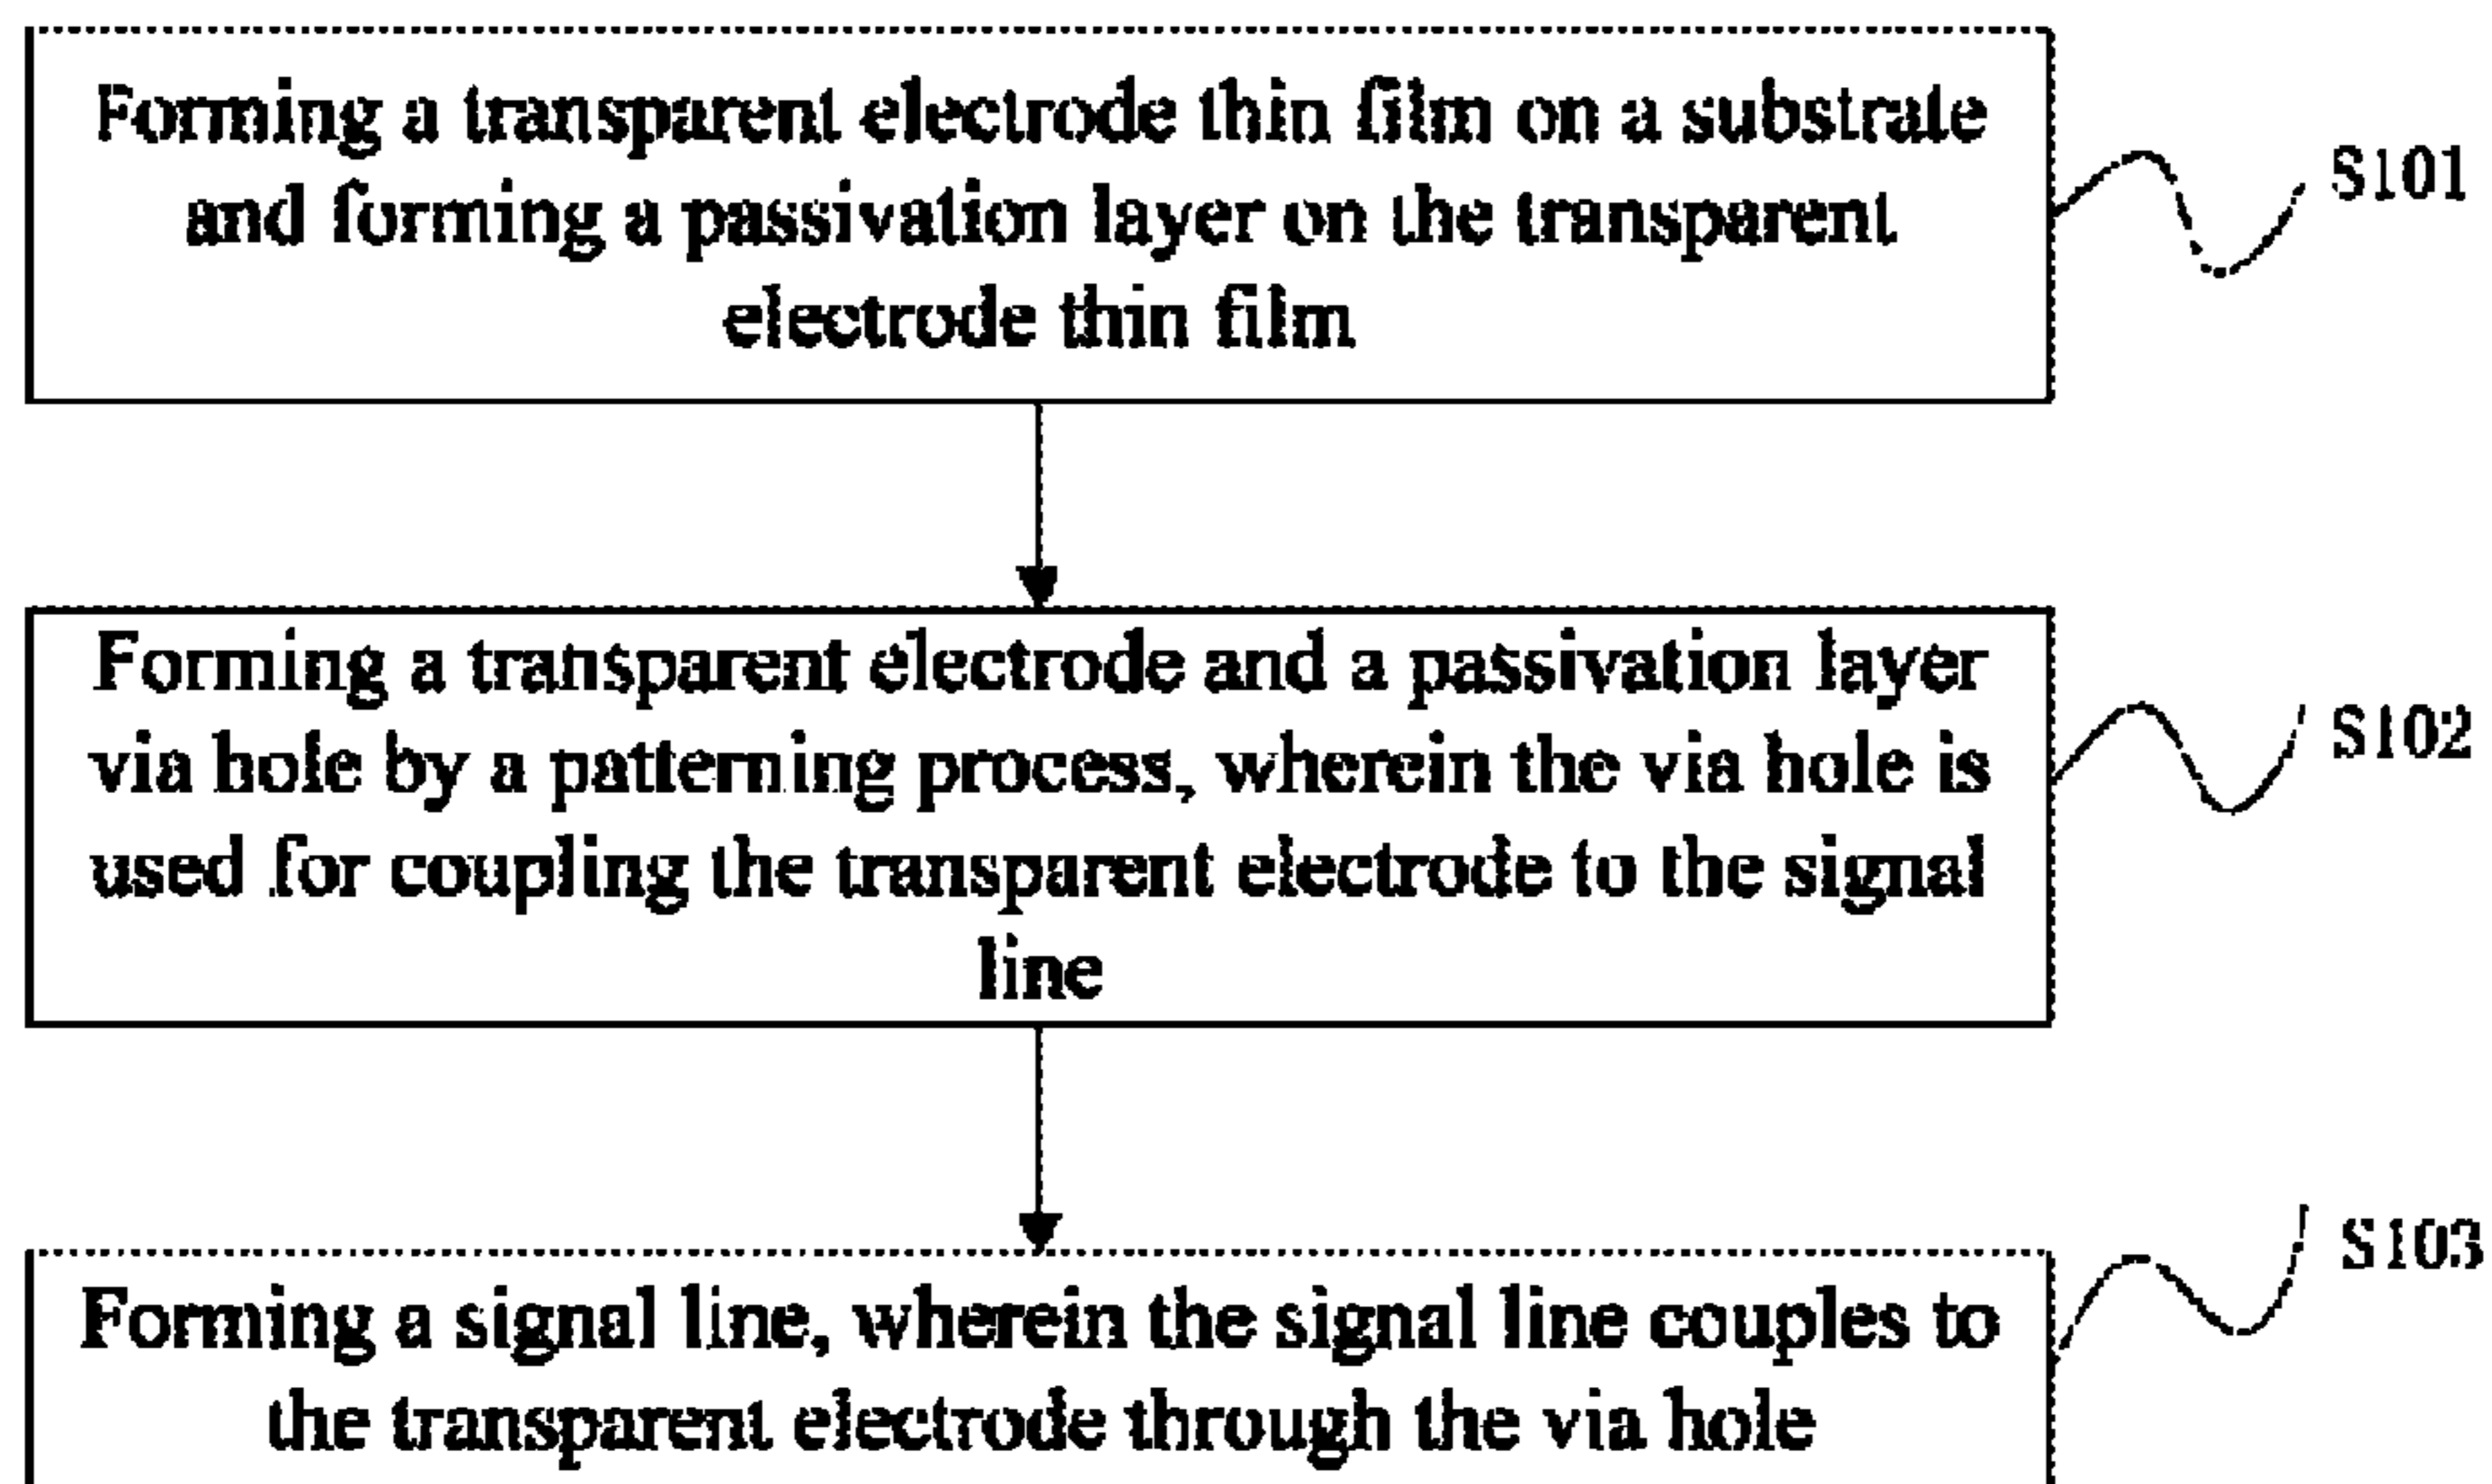 Forming a transparent electrode thin film on a substrate
and forming a passivation layer on the transparent
electrode thin film
S101
Forming a transparent electrode and a passivation layer
via hole by a patterning process, wherein the via hole is
used for coupling the transparent electrode to the signal
line
S102
Forming a signal line, wherein the signal line couples to
the transparent electrode through the via hole
S103